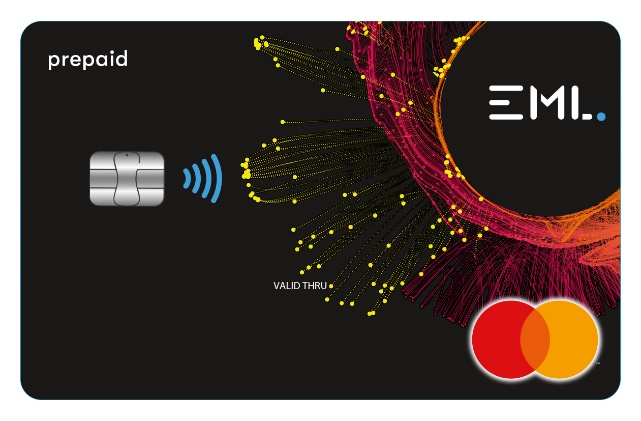 prepaid
EML.
VALID THRU